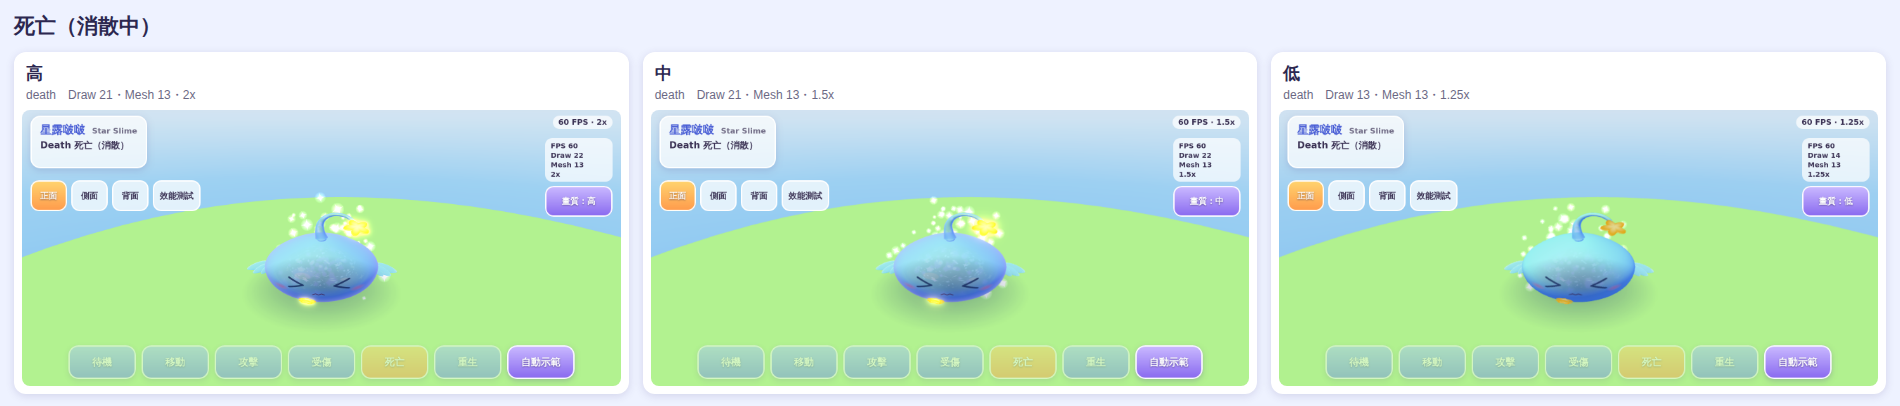 死亡（消散中）
高
death Draw 21・Mesh 13・2x
星露啵啵 Star Slime
Death 死亡（消散）
正面 側面 背面 效能測試
60 FPS · 2x
FPS 60
Draw 22
Mesh 13
2x
畫質：高
待機 移動 攻擊 受傷 死亡 重生 自動示範
中
death Draw 21・Mesh 13・1.5x
星露啵啵 Star Slime
Death 死亡（消散）
正面 側面 背面 效能測試
60 FPS · 1.5x
FPS 60
Draw 22
Mesh 13
1.5x
畫質：中
待機 移動 攻擊 受傷 死亡 重生 自動示範
低
death Draw 13・Mesh 13・1.25x
星露啵啵 Star Slime
Death 死亡（消散）
正面 側面 背面 效能測試
60 FPS · 1.25x
FPS 60
Draw 14
Mesh 13
1.25x
畫質：低
待機 移動 攻擊 受傷 死亡 重生 自動示範